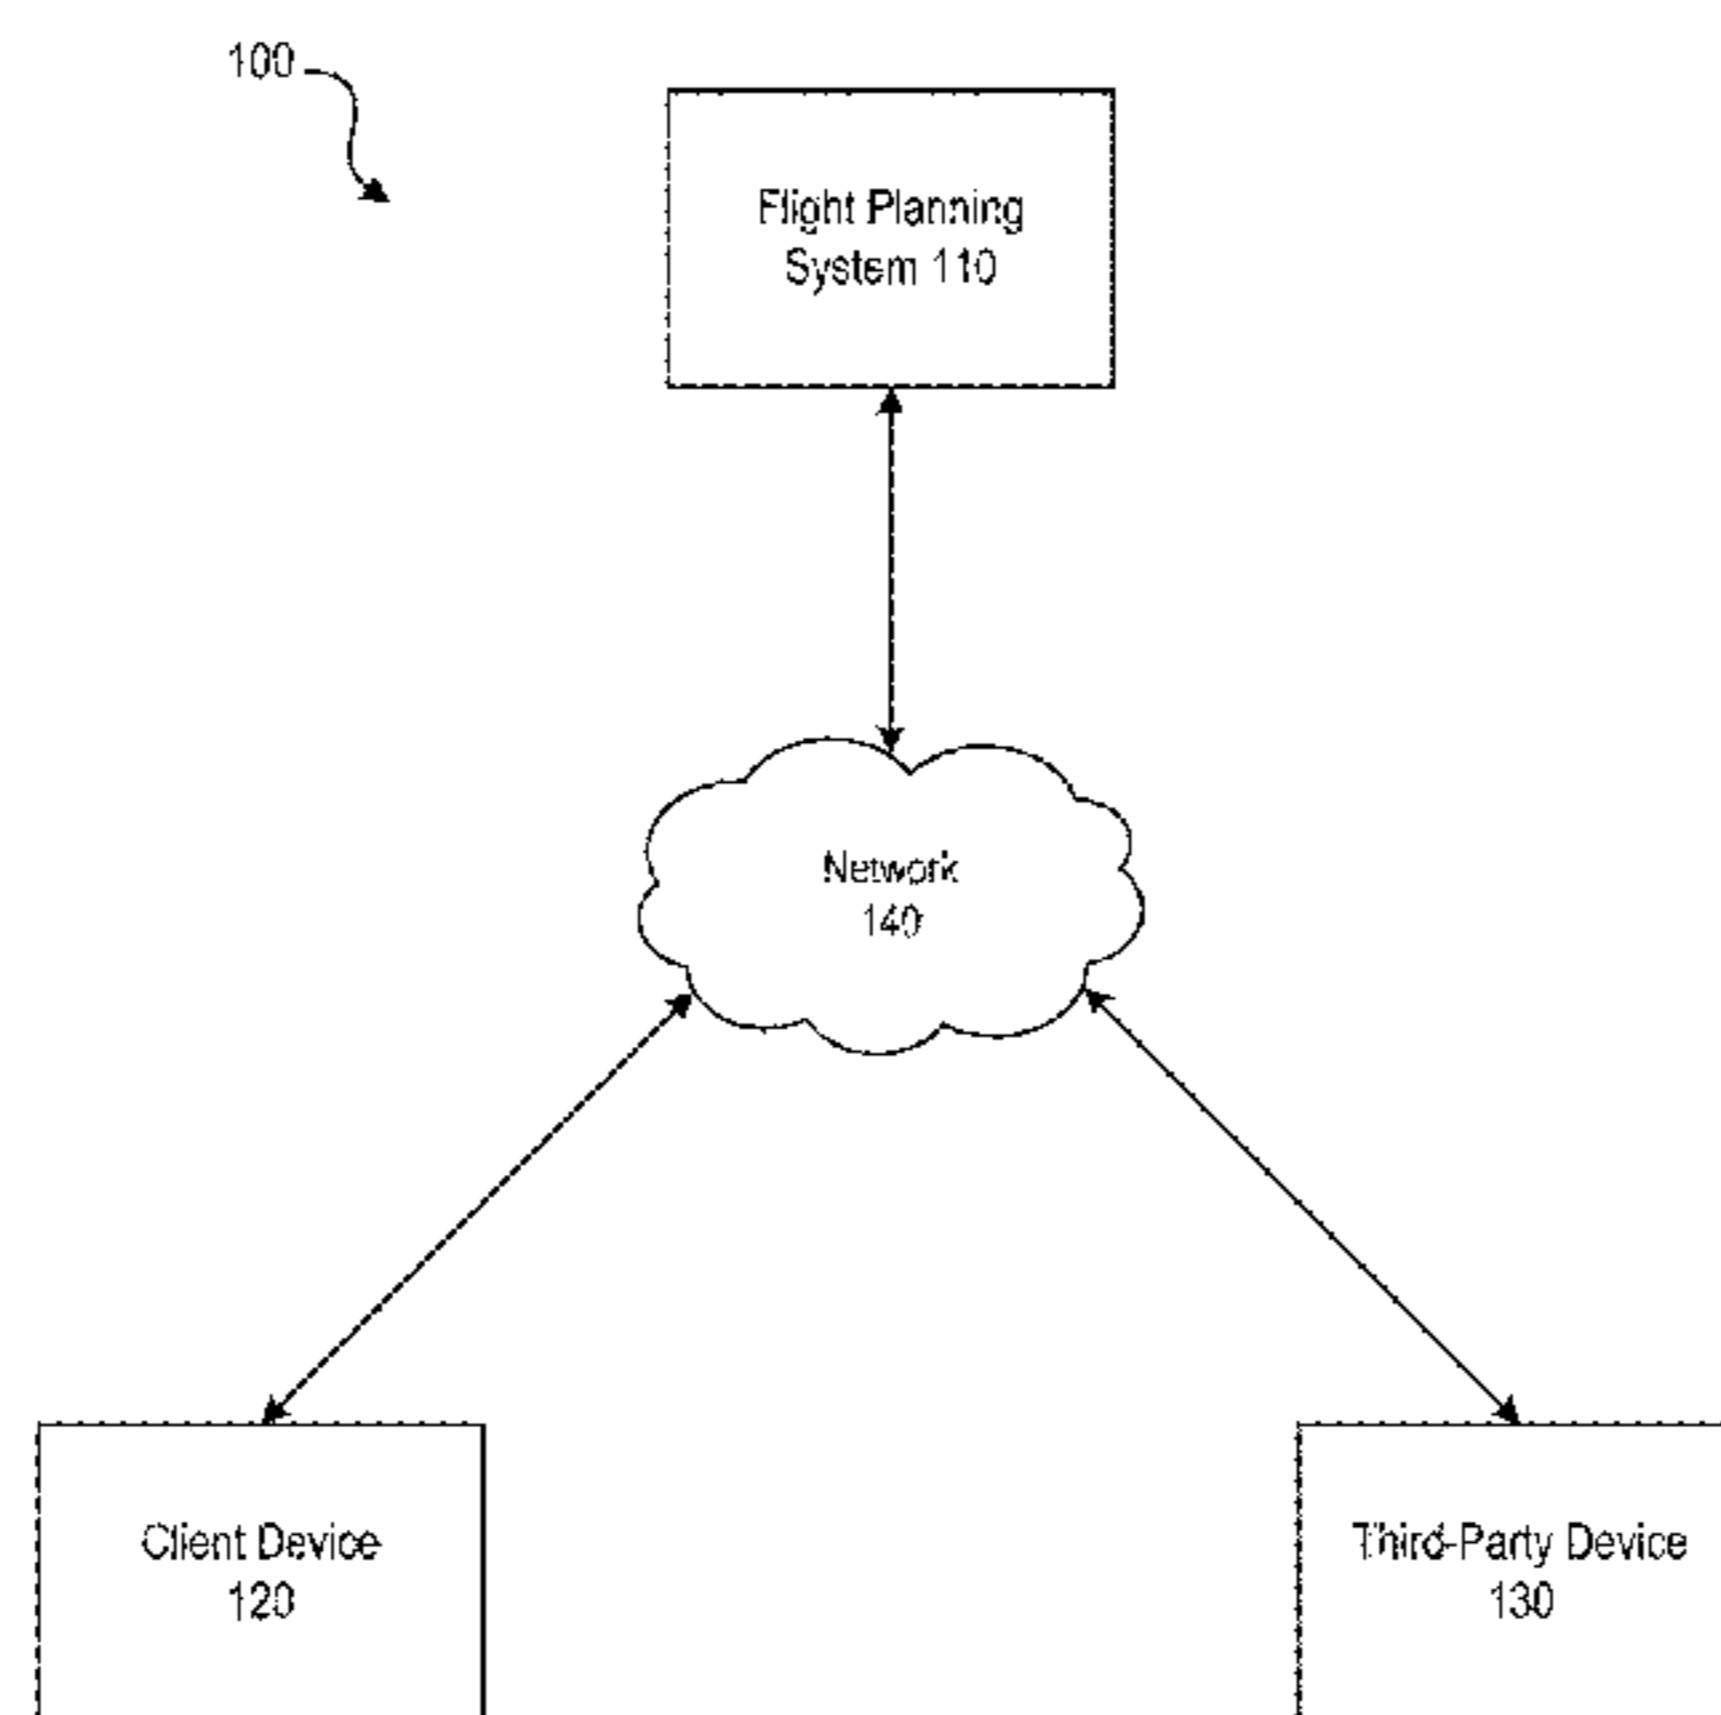 100
Flight Planning
System 110
Network
140
Client Device
120
Third-Party Device
130